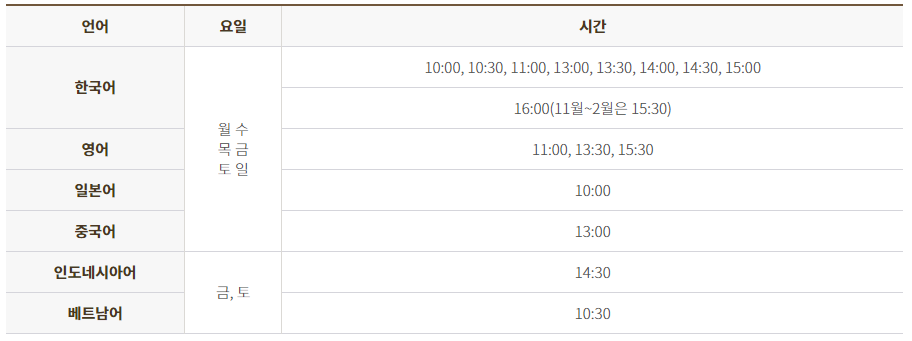 언어 요일 시간
한국어 월 수 목 금 토 일 10:00, 10:30, 11:00, 13:00, 13:30, 14:00, 14:30, 15:00
16:00(11월~2월은 15:30)
영어 11:00, 13:30, 15:30
일본어 10:00
중국어 13:00
인도네시아어 금, 토 14:30
베트남어 10:30